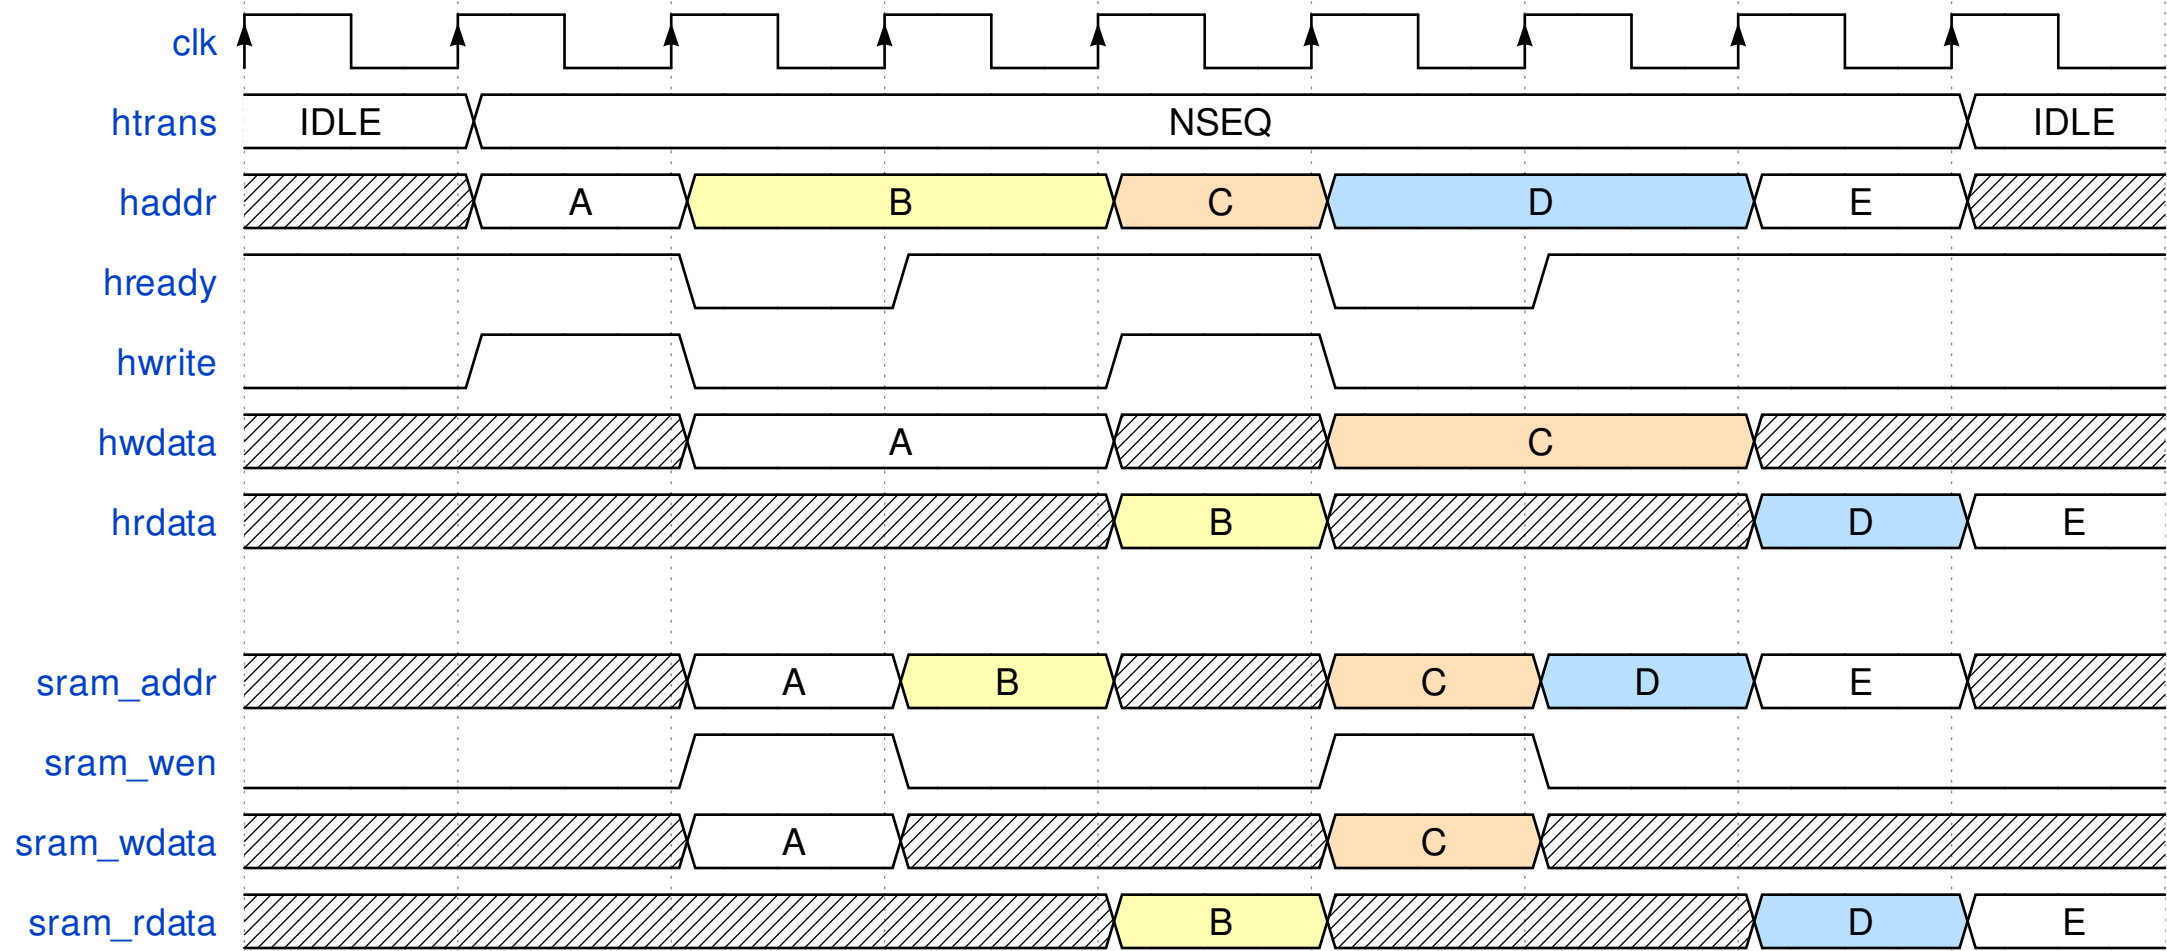 clk
htrans IDLE NSEQ IDLE
haddr A B C D E
hready
hwrite
hwdata A C
hrdata B D E
sram_addr A B C D E
sram_wen
sram_wdata A C
sram_rdata B D E